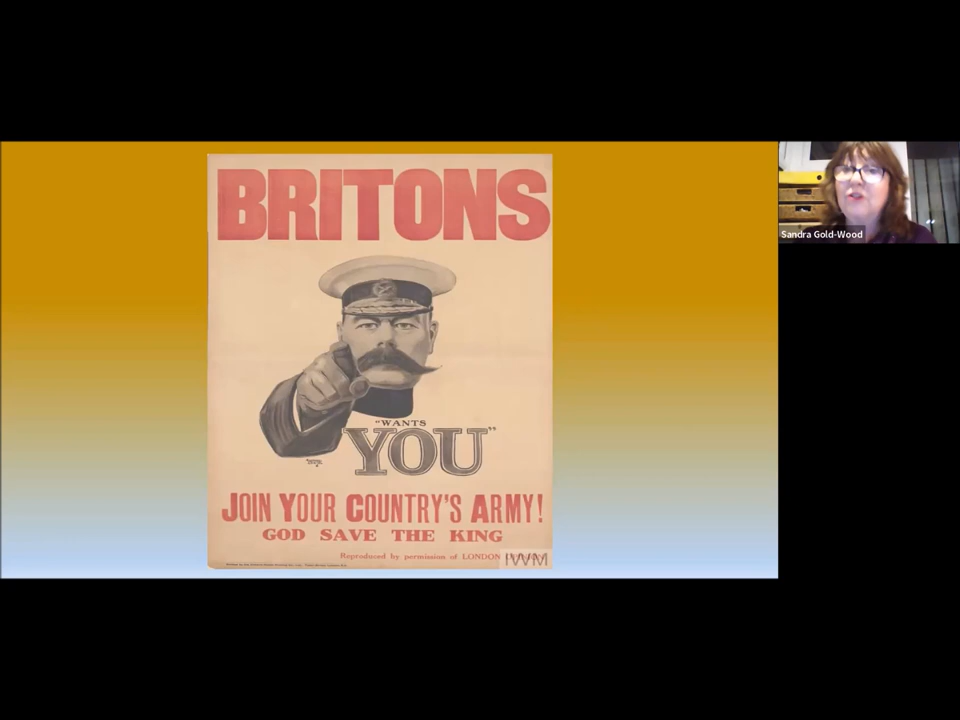 BRITONS
"WANTS
YOU"
JOIN YOUR COUNTRY'S ARMY!
GOD SAVE THE KING
Reproduced by permission of LONDON
IWM
Sandra Gold-Wood